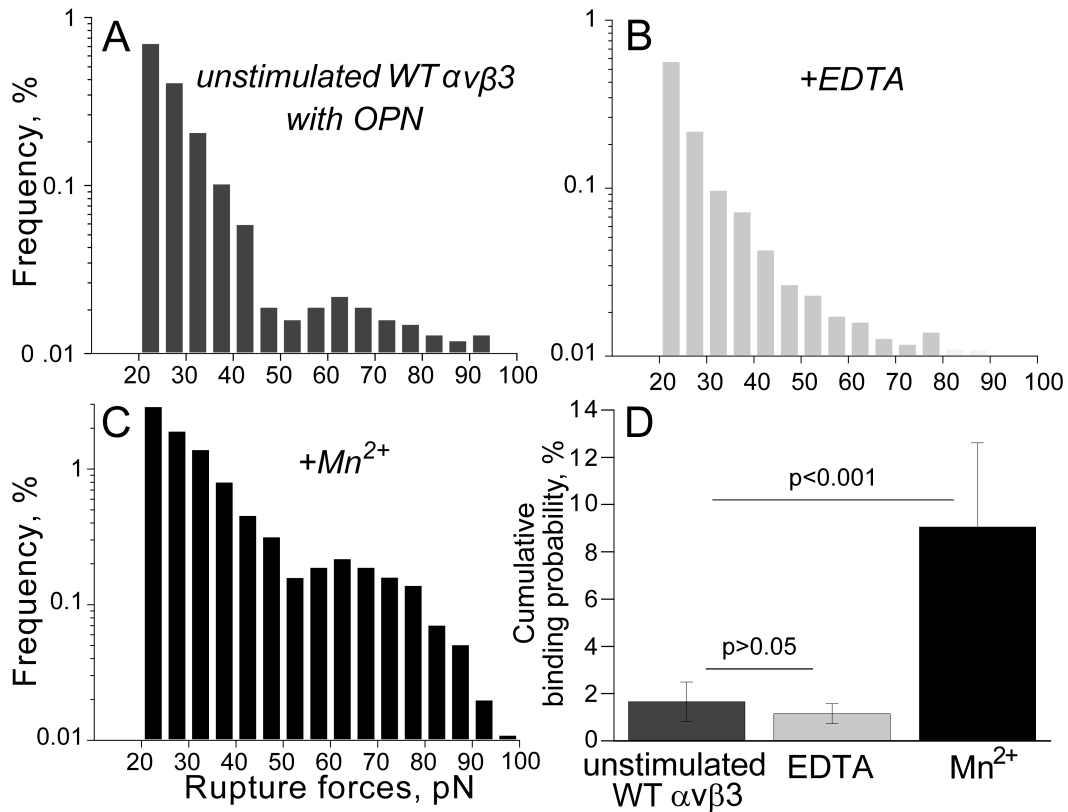 A
unstimulated WT αvβ3
with OPN
Frequency, %
1
0.1
0 .01
20 30 40 50 60 70 80 90 100
B
+EDTA
1
0.1
0.01
20 30 40 50 60 70 80 90 100
C
+Mn²⁺
Frequency, %
1
0.1
0.01
20 30 40 50 60 70 80 90 100
Rupture forces, pN
D
Cumulative
binding probability, %
14
12
10
8
6
4
2
0
p<0.001
p>0.05
unstimulated
WT αvβ3
EDTA
Mn²⁺